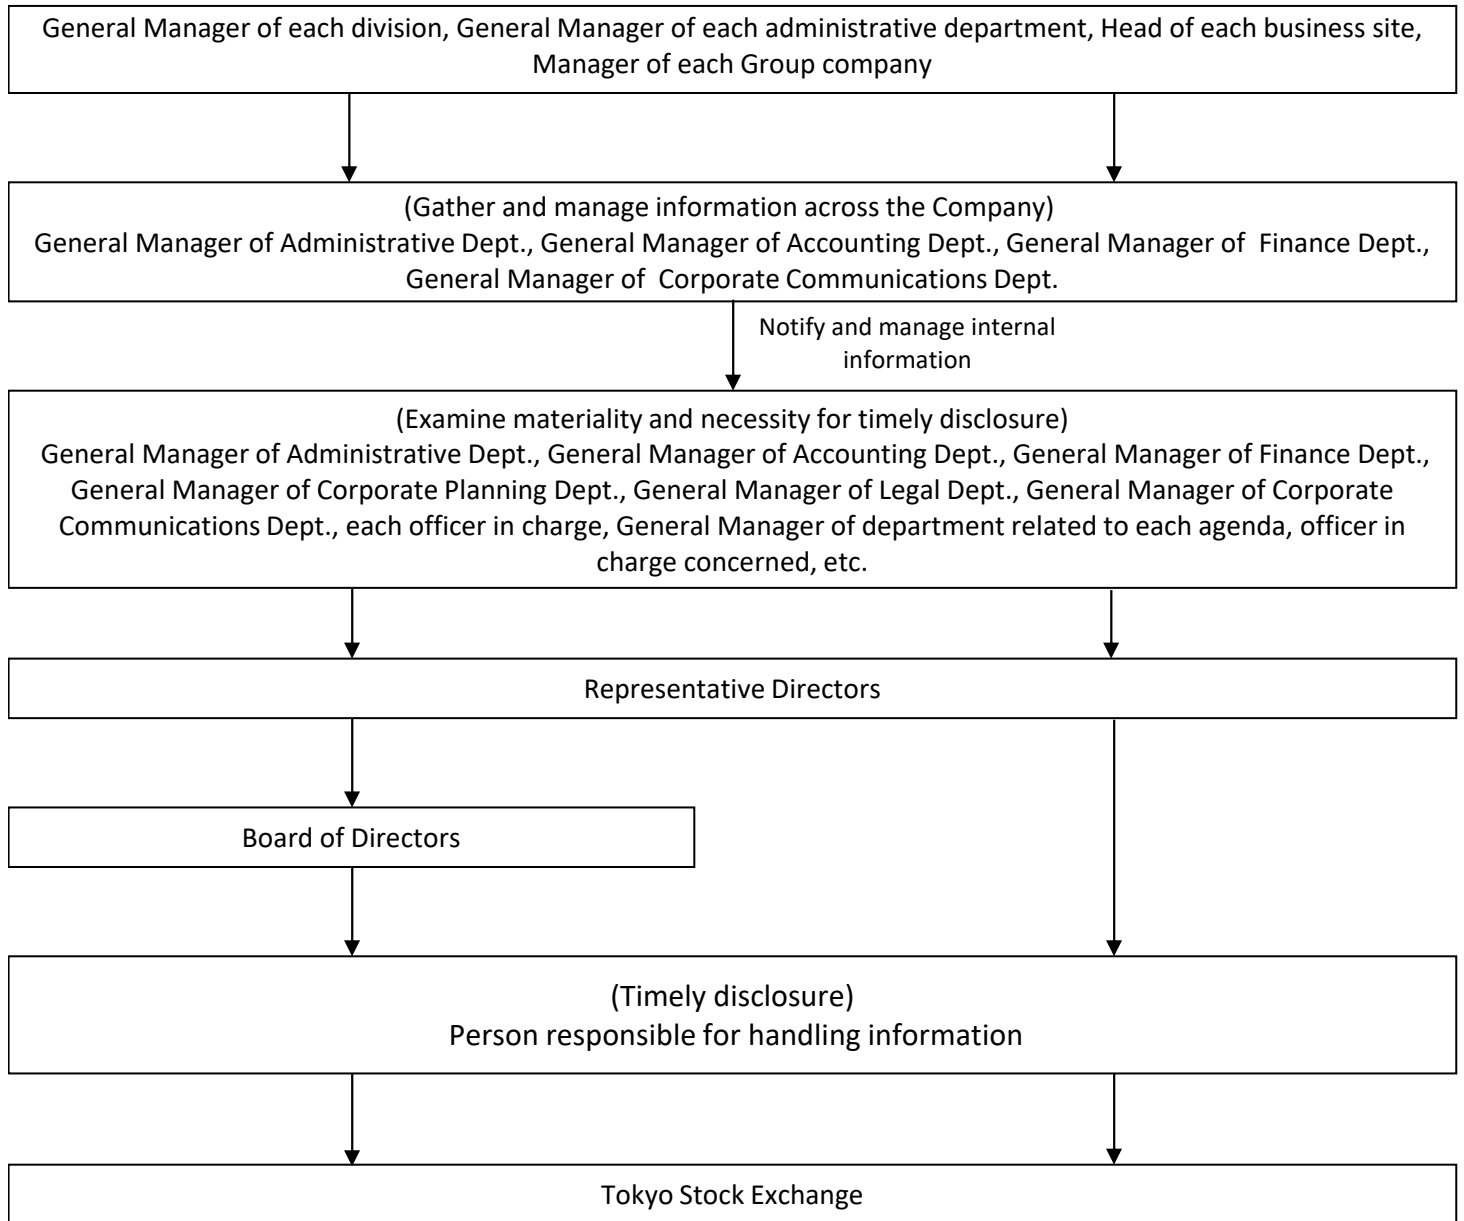 General Manager of each division, General Manager of each administrative department, Head of each business site,
Manager of each Group company
(Gather and manage information across the Company)
General Manager of Administrative Dept., General Manager of Accounting Dept., General Manager of Finance Dept.,
General Manager of Corporate Communications Dept.
Notify and manage internal
information
(Examine materiality and necessity for timely disclosure)
General Manager of Administrative Dept., General Manager of Accounting Dept., General Manager of Finance Dept.,
General Manager of Corporate Planning Dept., General Manager of Legal Dept., General Manager of Corporate
Communications Dept., each officer in charge, General Manager of department related to each agenda, officer in
charge concerned, etc.
Representative Directors
Board of Directors
(Timely disclosure)
Person responsible for handling information
Tokyo Stock Exchange